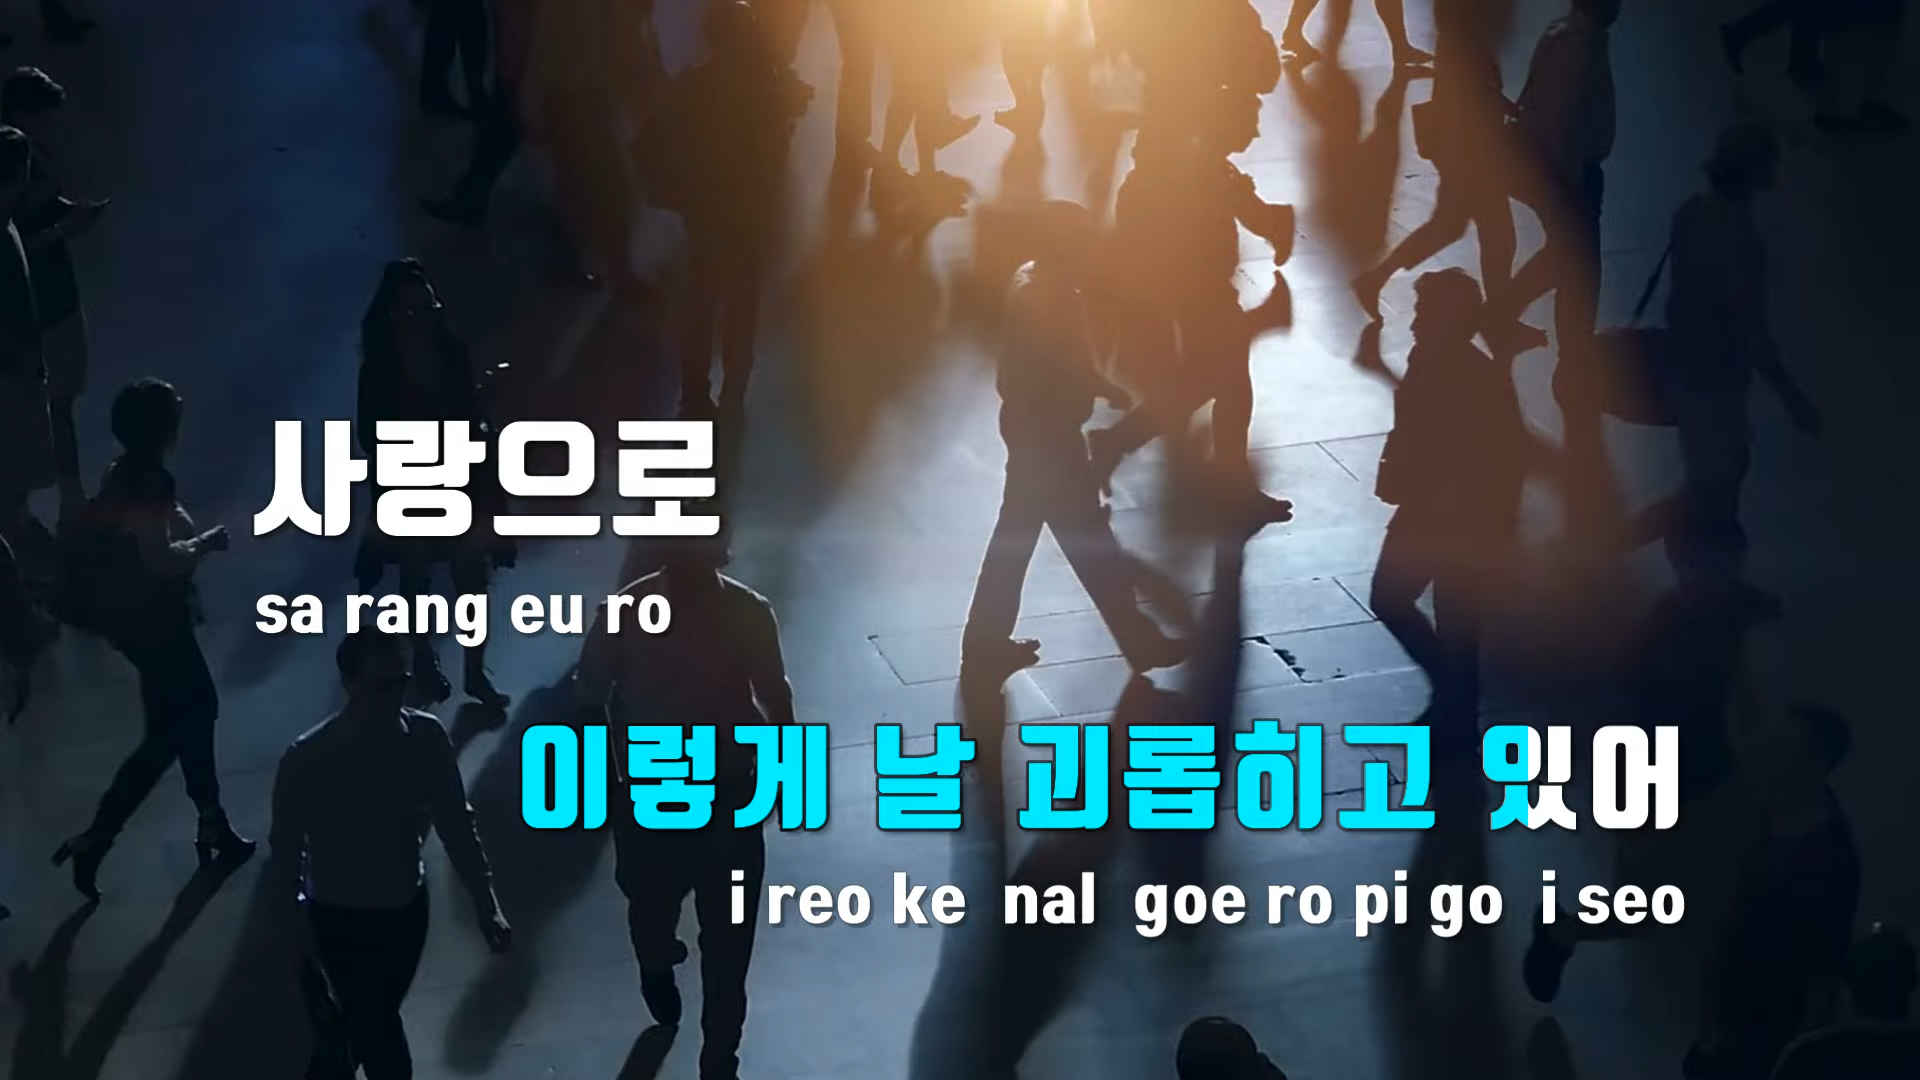 사랑으로
sa rang eu ro
이렇게 날 괴롭히고 있어
i reo ke nal goe ro pi go i seo